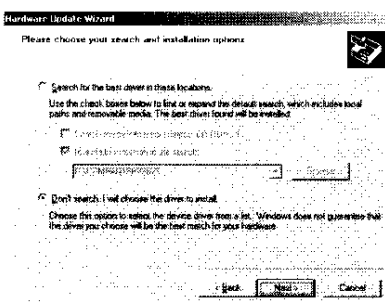 Hardware Update Wizard
Please choose your search and installation options.
Search for the best driver in these locations.
Use the check boxes below to limit or expand the default search, which includes local
paths and removable media. The best driver found will be installed.
Don't search. I will choose the driver to install.
Choose this option to select the device driver from a list. Windows does not guarantee that
the driver you choose will be the best match for your hardware.
< Back
Next >
Cancel